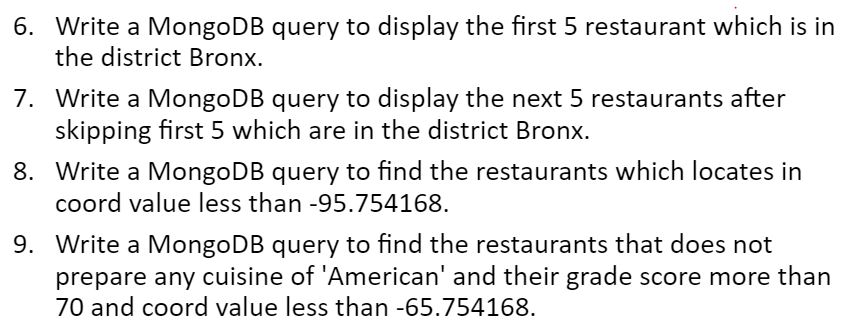 6. Write a MongoDB query to display the first 5 restaurant which is in
the district Bronx.
7. Write a MongoDB query to display the next 5 restaurants after
skipping first 5 which are in the district Bronx.
8. Write a MongoDB query to find the restaurants which locates in
coord value less than -95.754168.
9. Write a MongoDB query to find the restaurants that does not
prepare any cuisine of 'American' and their grade score more than
70 and coord value less than -65.754168.